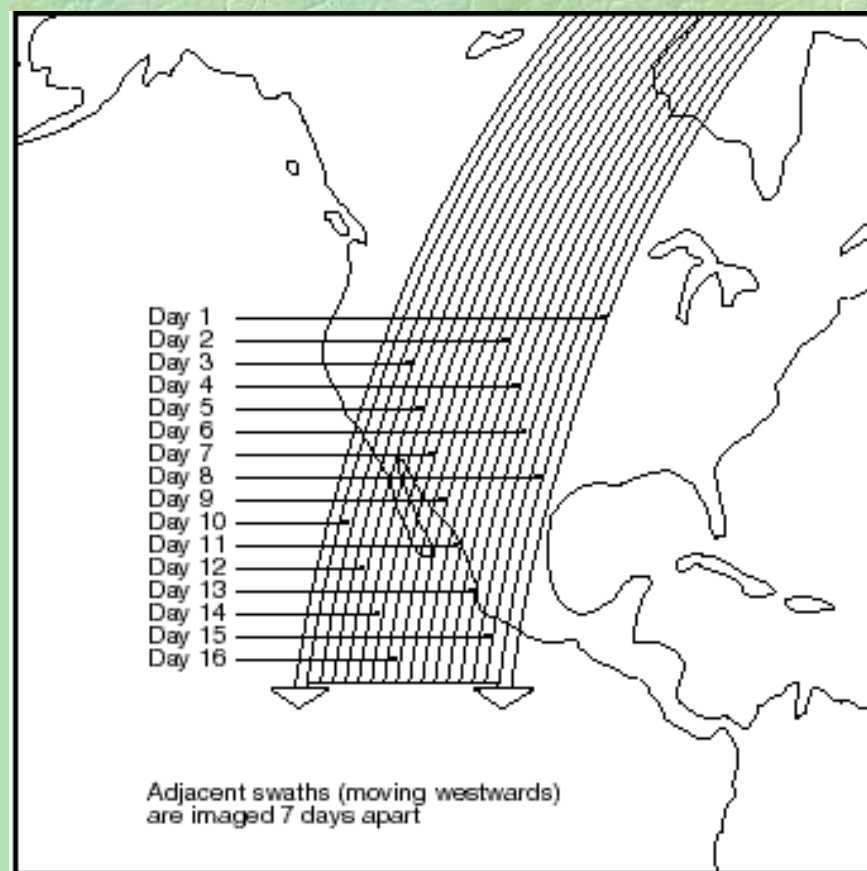 Day 1
Day 2
Day 3
Day 4
Day 5
Day 6
Day 7
Day 8
Day 9
Day 10
Day 11
Day 12
Day 13
Day 14
Day 15
Day 16
Adjacent swaths (moving westwards)
are imaged 7 days apart